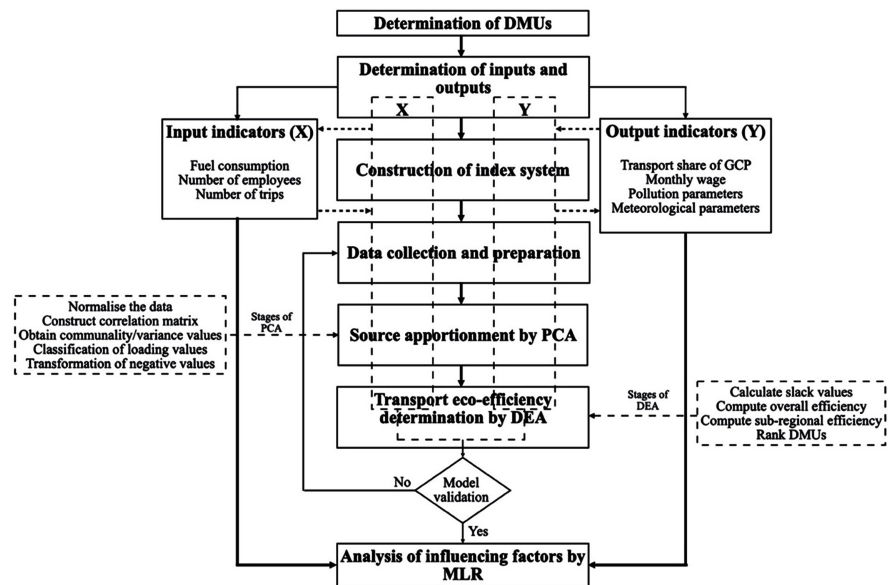 Determination of DMUs
Determination of inputs and
outputs
X
Y
Input indicators (X)
Fuel consumption
Number of employees
Number of trips
Output indicators (Y)
Transport share of GCP
Monthly wage
Pollution parameters
Meteorological parameters
Construction of index system
Data collection and preparation
Normalise the data
Construct correlation matrix
Obtain communality/variance values
Classification of loading values
Transformation of negative values
Stages of
PCA
Source apportionment by PCA
Transport eco-efficiency
determination by DEA
Stages of
DEA
Calculate slack values
Compute overall efficiency
Compute sub-regional efficiency
Rank DMUs
No
Model
validation
Yes
Analysis of influencing factors by
MLR